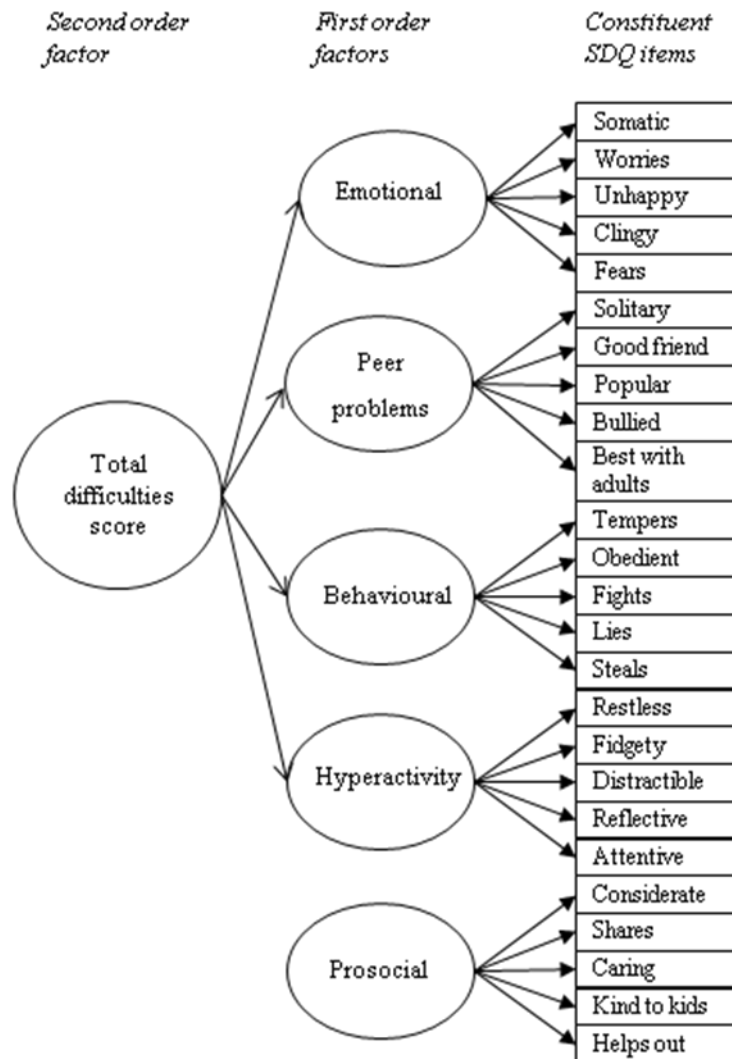 Second order
factor
First order
factors
Constituent
SDQ items
Total
difficulties
score
Emotional
Peer
problems
Behavioural
Hyperactivity
Prosocial
Somatic
Worries
Unhappy
Clingy
Fears
Solitary
Good friend
Popular
Bullied
Best with
adults
Tempers
Obedient
Fights
Lies
Steals
Restless
Fidgety
Distractible
Reflective
Attentive
Considerate
Shares
Caring
Kind to kids
Helps out